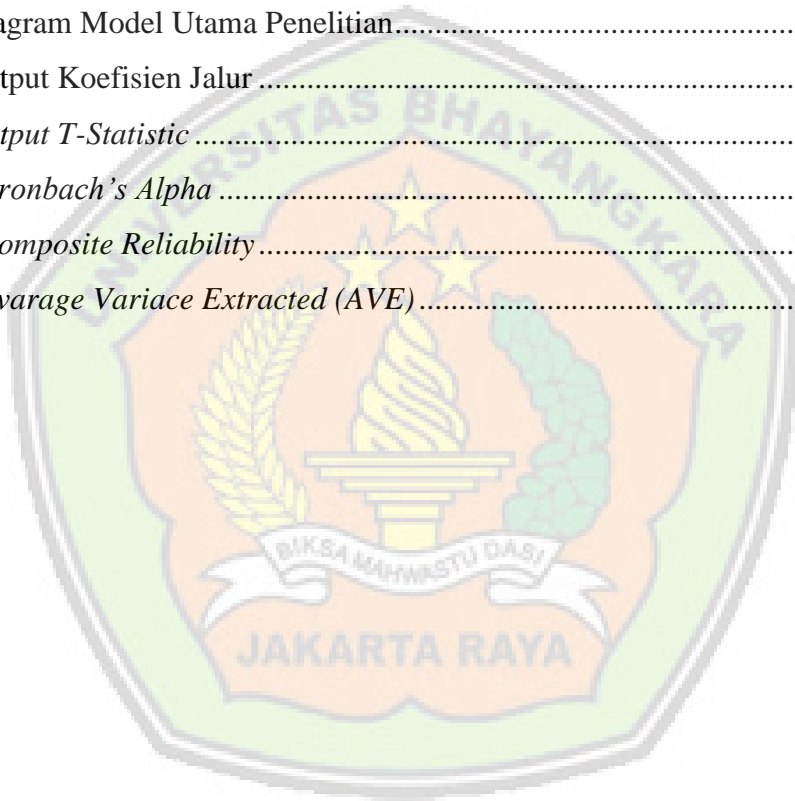 agram Model Utama Penelitian..........................................................
tput Koefisien Jalur ...........................................................................
tput T-Statistic ...................................................................................
ronbach's Alpha ................................................................................
omposite Reliability ...........................................................................
varage Variace Extracted (AVE) .......................................................
UNIVERSITAS BHAYANGKARA
BIKSA MAHWASTU DASI
JAKARTA RAYA